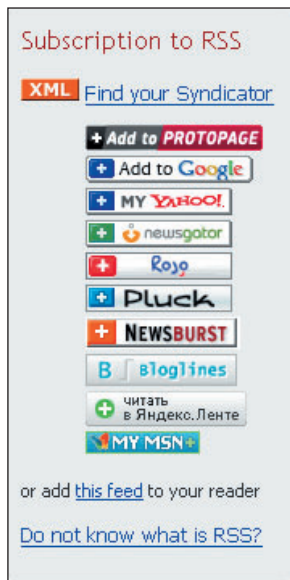 Subscription to RSS
XML Find your Syndicator
+ Add to PROTOPAGE
+ Add to Google
+ MY YAHOO!
+ newsgator
+ Rojo
+ Pluck
+ NEWSBURST
B Bloglines
+ читать
в Яндекс.Ленте
MY MSN+
or add this feed to your reader
Do not know what is RSS?